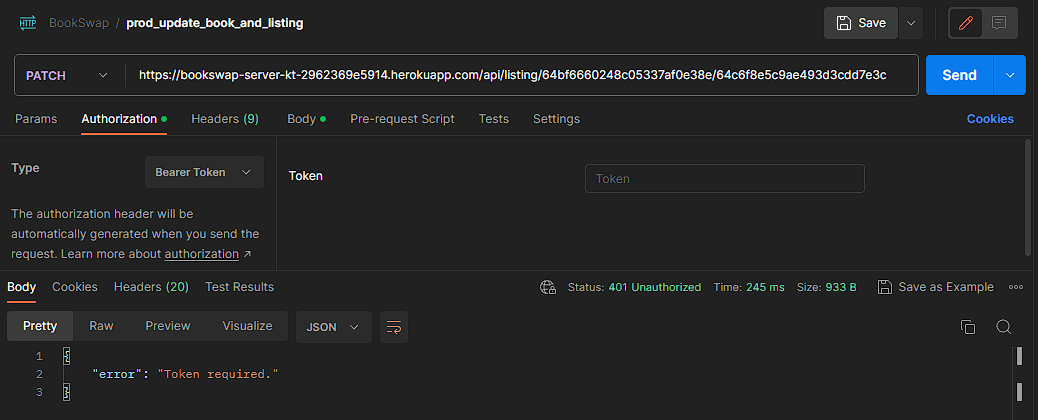 HTTP BookSwap / prod_update_book_and_listing Save
PATCH https://bookswap-server-kt-2962369e5914.herokuapp.com/api/listing/64bf6660248c05337af0e38e/64c6f8e5c9ae493d3cdd7e3c Send
Params Authorization Headers (9) Body Pre-request Script Tests Settings Cookies
Type Bearer Token
Token Token
The authorization header will be
automatically generated when you send the
request. Learn more about authorization ↗
Body Cookies Headers (20) Test Results Status: 401 Unauthorized Time: 245 ms Size: 933 B Save as Example
Pretty Raw Preview Visualize JSON
1 {
2 "error": "Token required."
3 }